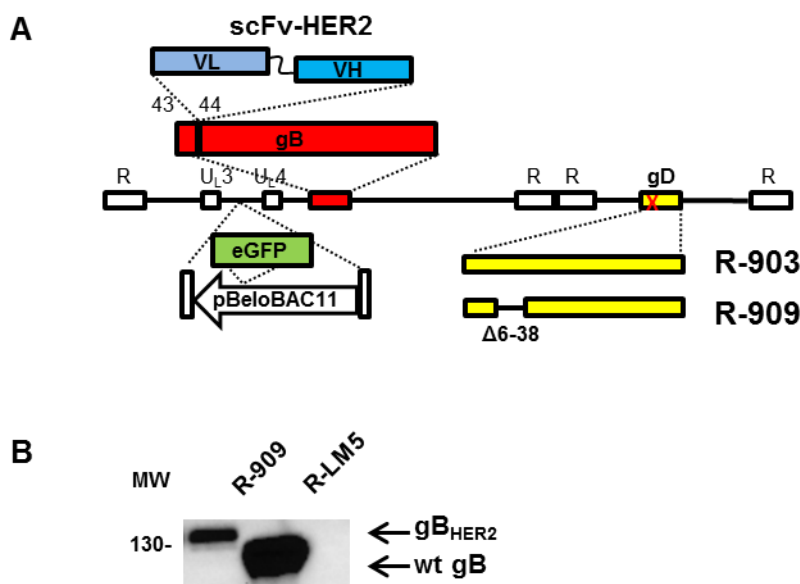 A
scFv-HER2
VL
VH
43 44
gB
R UL3 UL4 R R gD R
X
eGFP
pBeloBAC11
R-903
R-909
Δ6-38
B
MW R-909 R-LM5
130-
gBHER2
wt gB